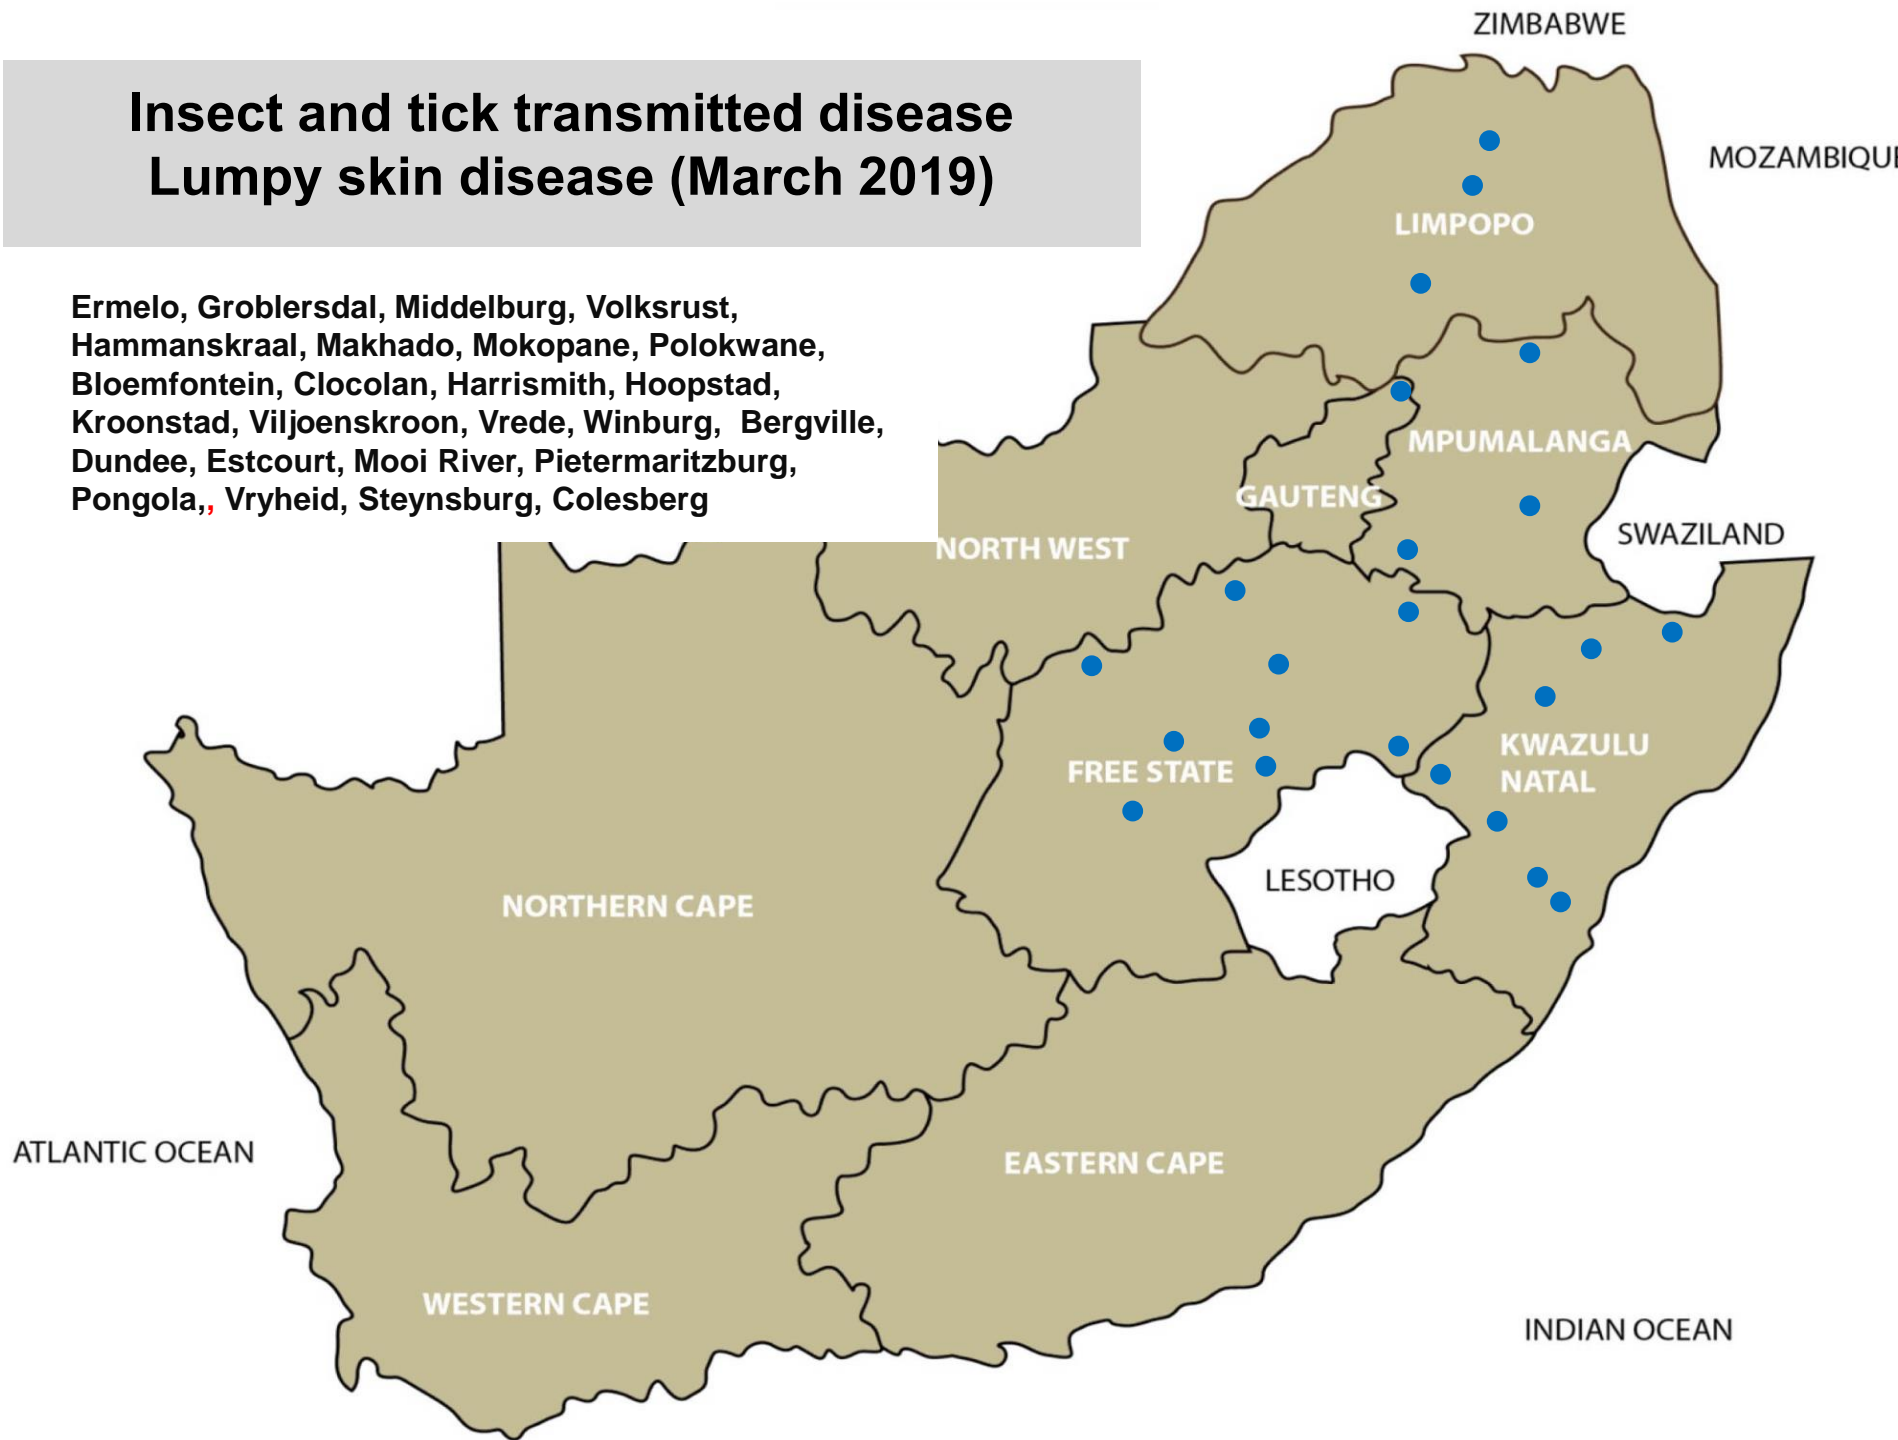 ZIMBABWE
Insect and tick transmitted disease
Lumpy skin disease (March 2019)
MOZAMBIQUE
LIMPOPO
Ermelo, Groblersdal, Middelburg, Volksrust,
Hammanskraal, Makhado, Mokopane, Polokwane,
Bloemfontein, Clocolan, Harrismith, Hoopstad,
Kroonstad, Viljoenskroon, Vrede, Winburg, Bergville,
Dundee, Estcourt, Mooi River, Pietermaritzburg,
Pongola,, Vryheid, Steynsburg, Colesberg
MPUMALANGA
GAUTENG
SWAZILAND
NORTH WEST
KWAZULU
NATAL
FREE STATE
LESOTHO
NORTHERN CAPE
ATLANTIC OCEAN
EASTERN CAPE
WESTERN CAPE
INDIAN OCEAN